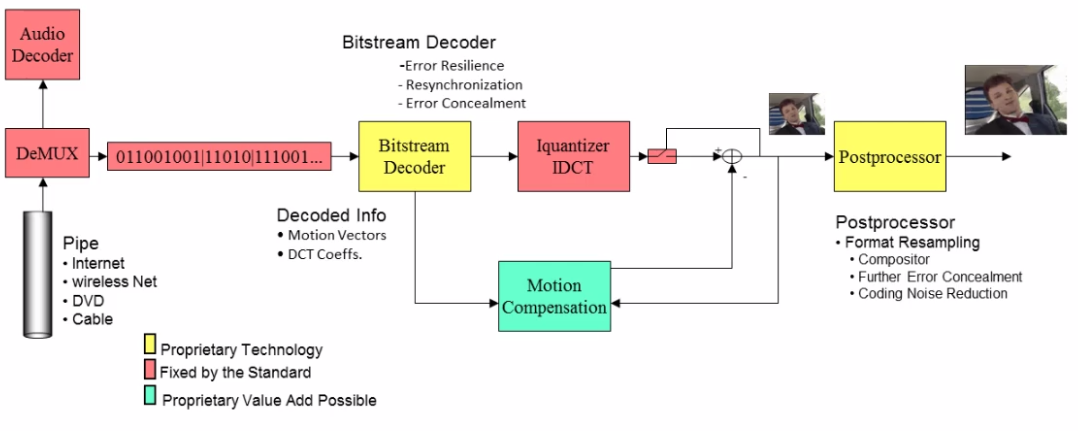 Audio
Decoder
Bitstream Decoder
-Error Resilience
- Resynchronization
- Error Concealment
DeMUX
011001001|11010|111001...
Bitstream
Decoder
Iquantizer
IDCT
+
-
Postprocessor
Decoded Info
• Motion Vectors
• DCT Coeffs.
Pipe
• Internet
• wireless Net
• DVD
• Cable
Motion
Compensation
Postprocessor
• Format Resampling
• Compositor
• Further Error Concealment
• Coding Noise Reduction
Proprietary Technology
Fixed by the Standard
Proprietary Value Add Possible